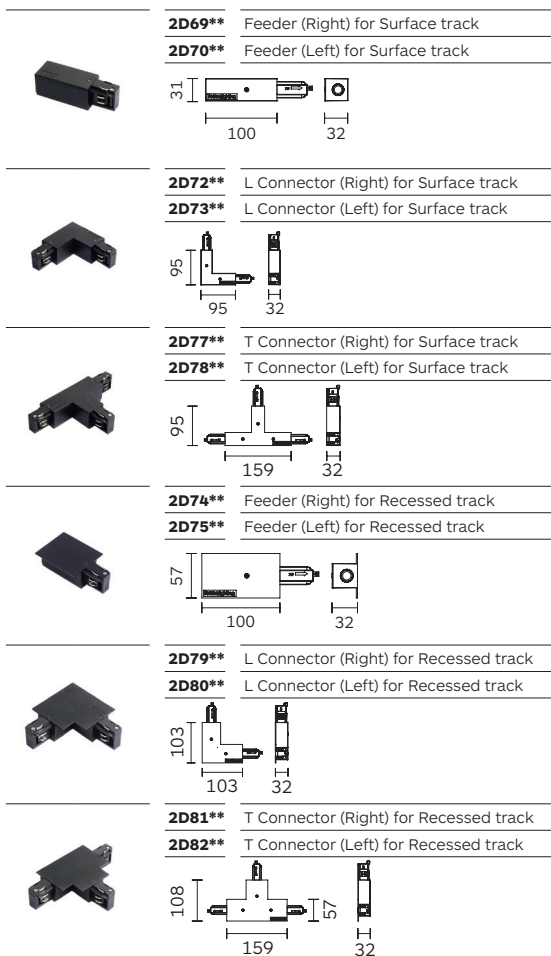 2D69** Feeder (Right) for Surface track
2D70** Feeder (Left) for Surface track
31
100 32
2D72** L Connector (Right) for Surface track
2D73** L Connector (Left) for Surface track
95
95 32
2D77** T Connector (Right) for Surface track
2D78** T Connector (Left) for Surface track
95
159 32
2D74** Feeder (Right) for Recessed track
2D75** Feeder (Left) for Recessed track
57
100 32
2D79** L Connector (Right) for Recessed track
2D80** L Connector (Left) for Recessed track
103
103 32
2D81** T Connector (Right) for Recessed track
2D82** T Connector (Left) for Recessed track
108 57
159 32